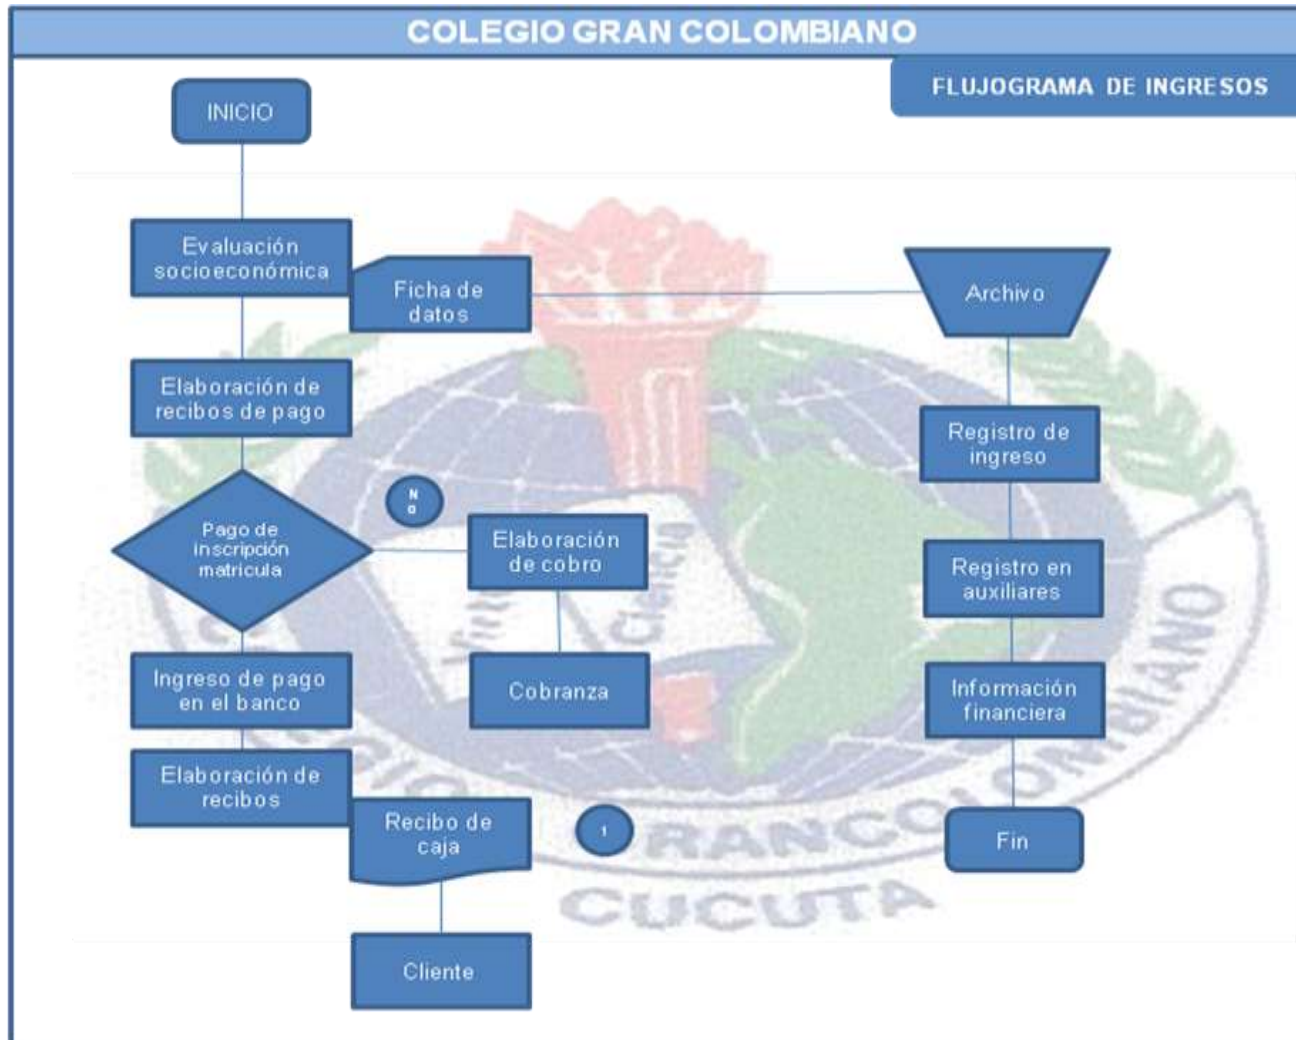 COLEGIO GRAN COLOMBIANO
FLUJOGRAMA DE INGRESOS
INICIO
Evaluación
socioeconómica
Ficha de
datos
Archivo
Elaboración de
recibos de pago
Registro de
ingreso
Pago de
inscripción
matricula
N
O
Elaboración
de cobro
Registro en
auxiliares
Ingreso de pago
en el banco
Cobranza
Información
financiera
Elaboración de
recibos
Recibo de
caja
1
Fin
Cliente
Ciencia
RANCOLOMBIANO
CUCUTA